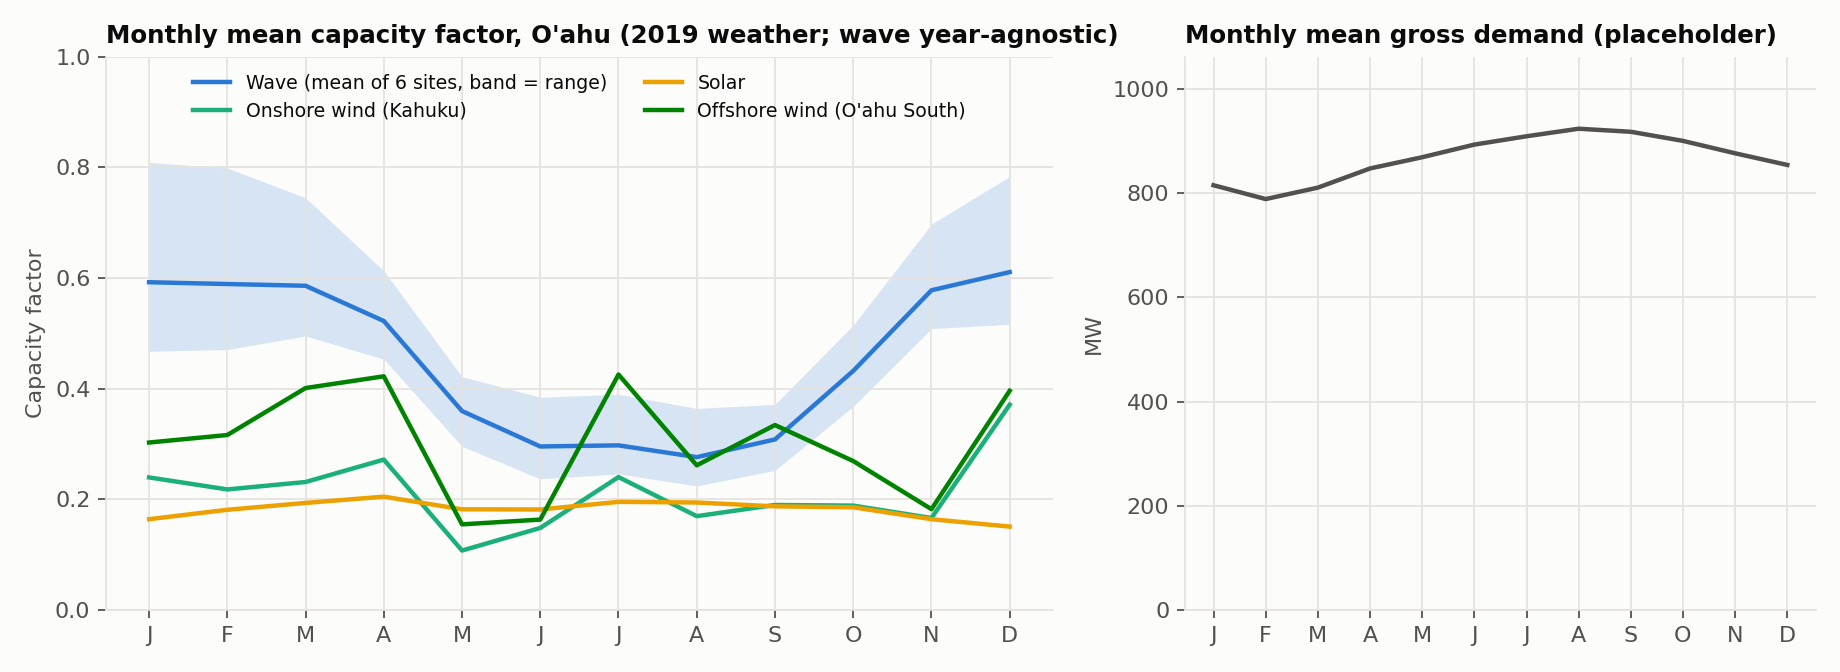 Monthly mean capacity factor, O'ahu (2019 weather; wave year-agnostic)
Wave (mean of 6 sites, band = range)
Onshore wind (Kahuku)
Solar
Offshore wind (O'ahu South)
Capacity factor
1.0
0.8
0.6
0.4
0.2
0.0
J F M A M J J A S O N D
Monthly mean gross demand (placeholder)
MW
1000
800
600
400
200
0
J F M A M J J A S O N D